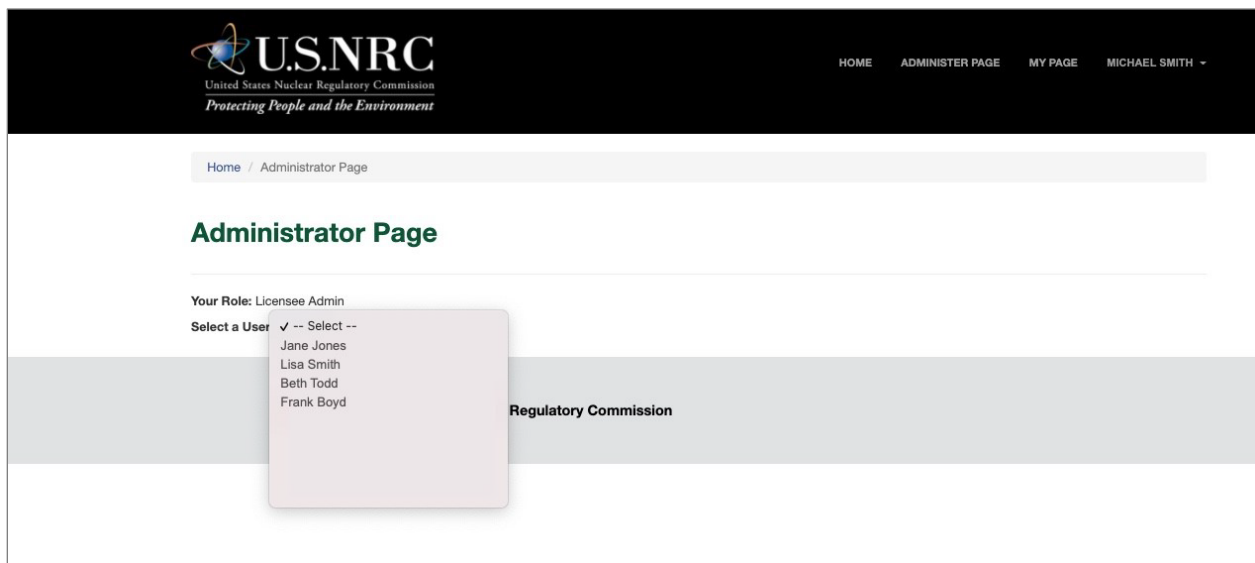 U.S.NRC
United States Nuclear Regulatory Commission
Protecting People and the Environment
HOME ADMINISTER PAGE MY PAGE MICHAEL SMITH
Home / Administrator Page
Administrator Page
Your Role: Licensee Admin
Select a User
✓ -- Select --
Jane Jones
Lisa Smith
Beth Todd
Frank Boyd
Regulatory Commission